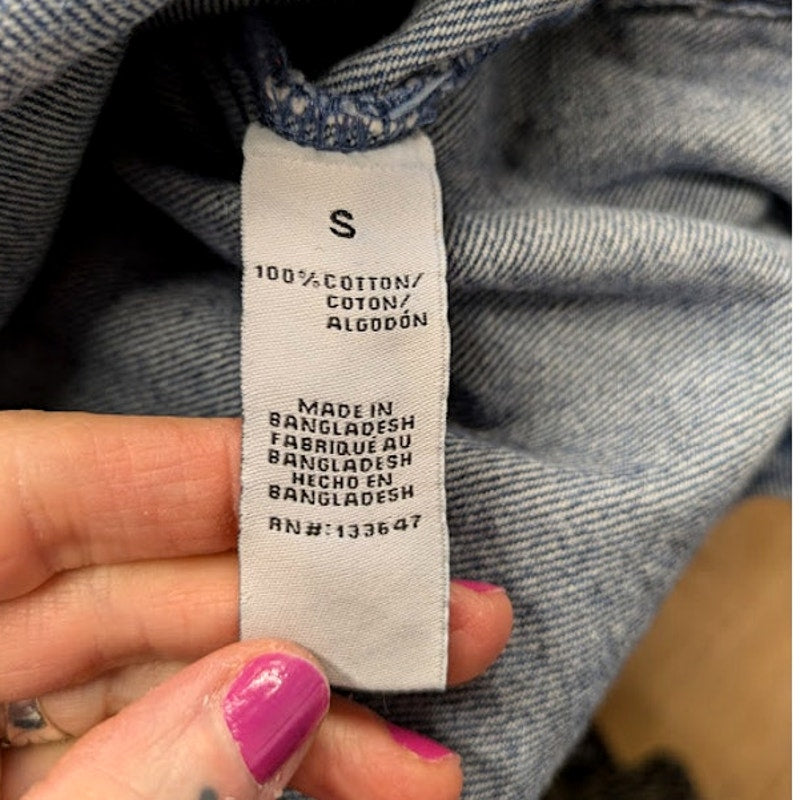 S
100% COTTON/
COTON/
ALGODÓN
MADE IN
BANGLADESH
FABRIQUÉ AU
BANGLADESH
HECHO EN
BANGLADESH
RN#:133647